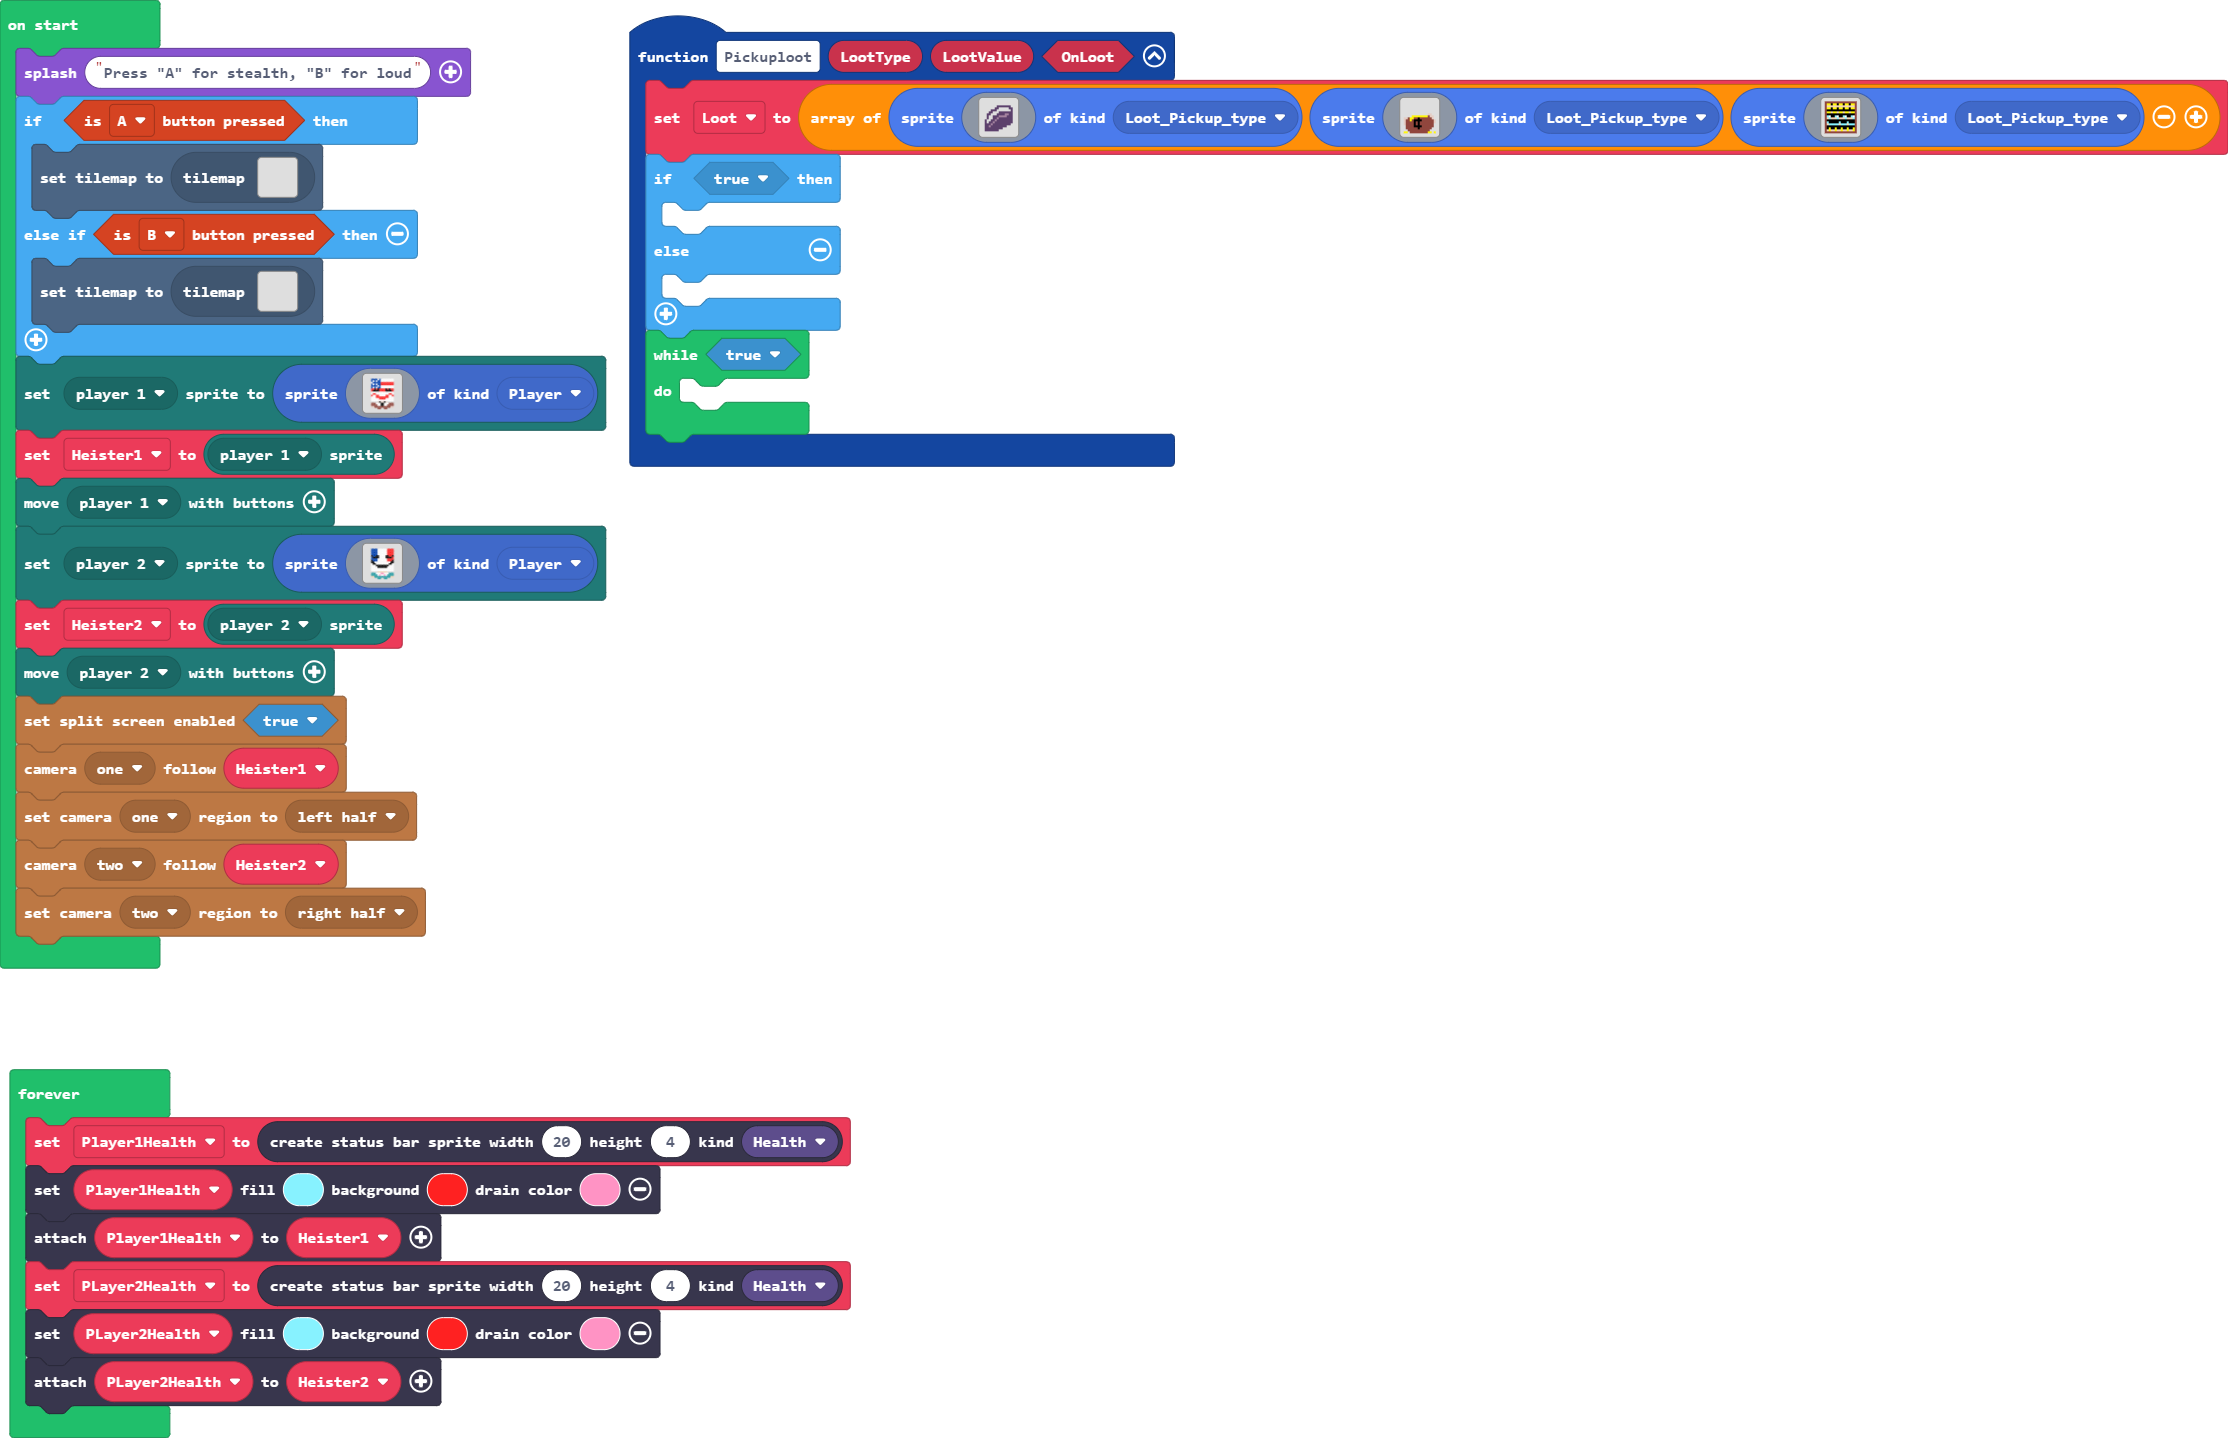 on start
splash "Press "A" for stealth, "B" for loud"
if is A button pressed then
set tilemap to tilemap
else if is B button pressed then
set tilemap to tilemap
set player 1 sprite to sprite of kind Player
set Heister1 to player 1 sprite
move player 1 with buttons
set player 2 sprite to sprite of kind Player
set Heister2 to player 2 sprite
move player 2 with buttons
set split screen enabled true
camera one follow Heister1
set camera one region to left half
camera two follow Heister2
set camera two region to right half
function Pickuploot LootType LootValue OnLoot
set Loot to array of sprite of kind Loot_Pickup_type sprite of kind Loot_Pickup_type sprite of kind Loot_Pickup_type
if true then
else
while true
do
forever
set Player1Health to create status bar sprite width 20 height 4 kind Health
set Player1Health fill background drain color
attach Player1Health to Heister1
set PLayer2Health to create status bar sprite width 20 height 4 kind Health
set PLayer2Health fill background drain color
attach PLayer2Health to Heister2